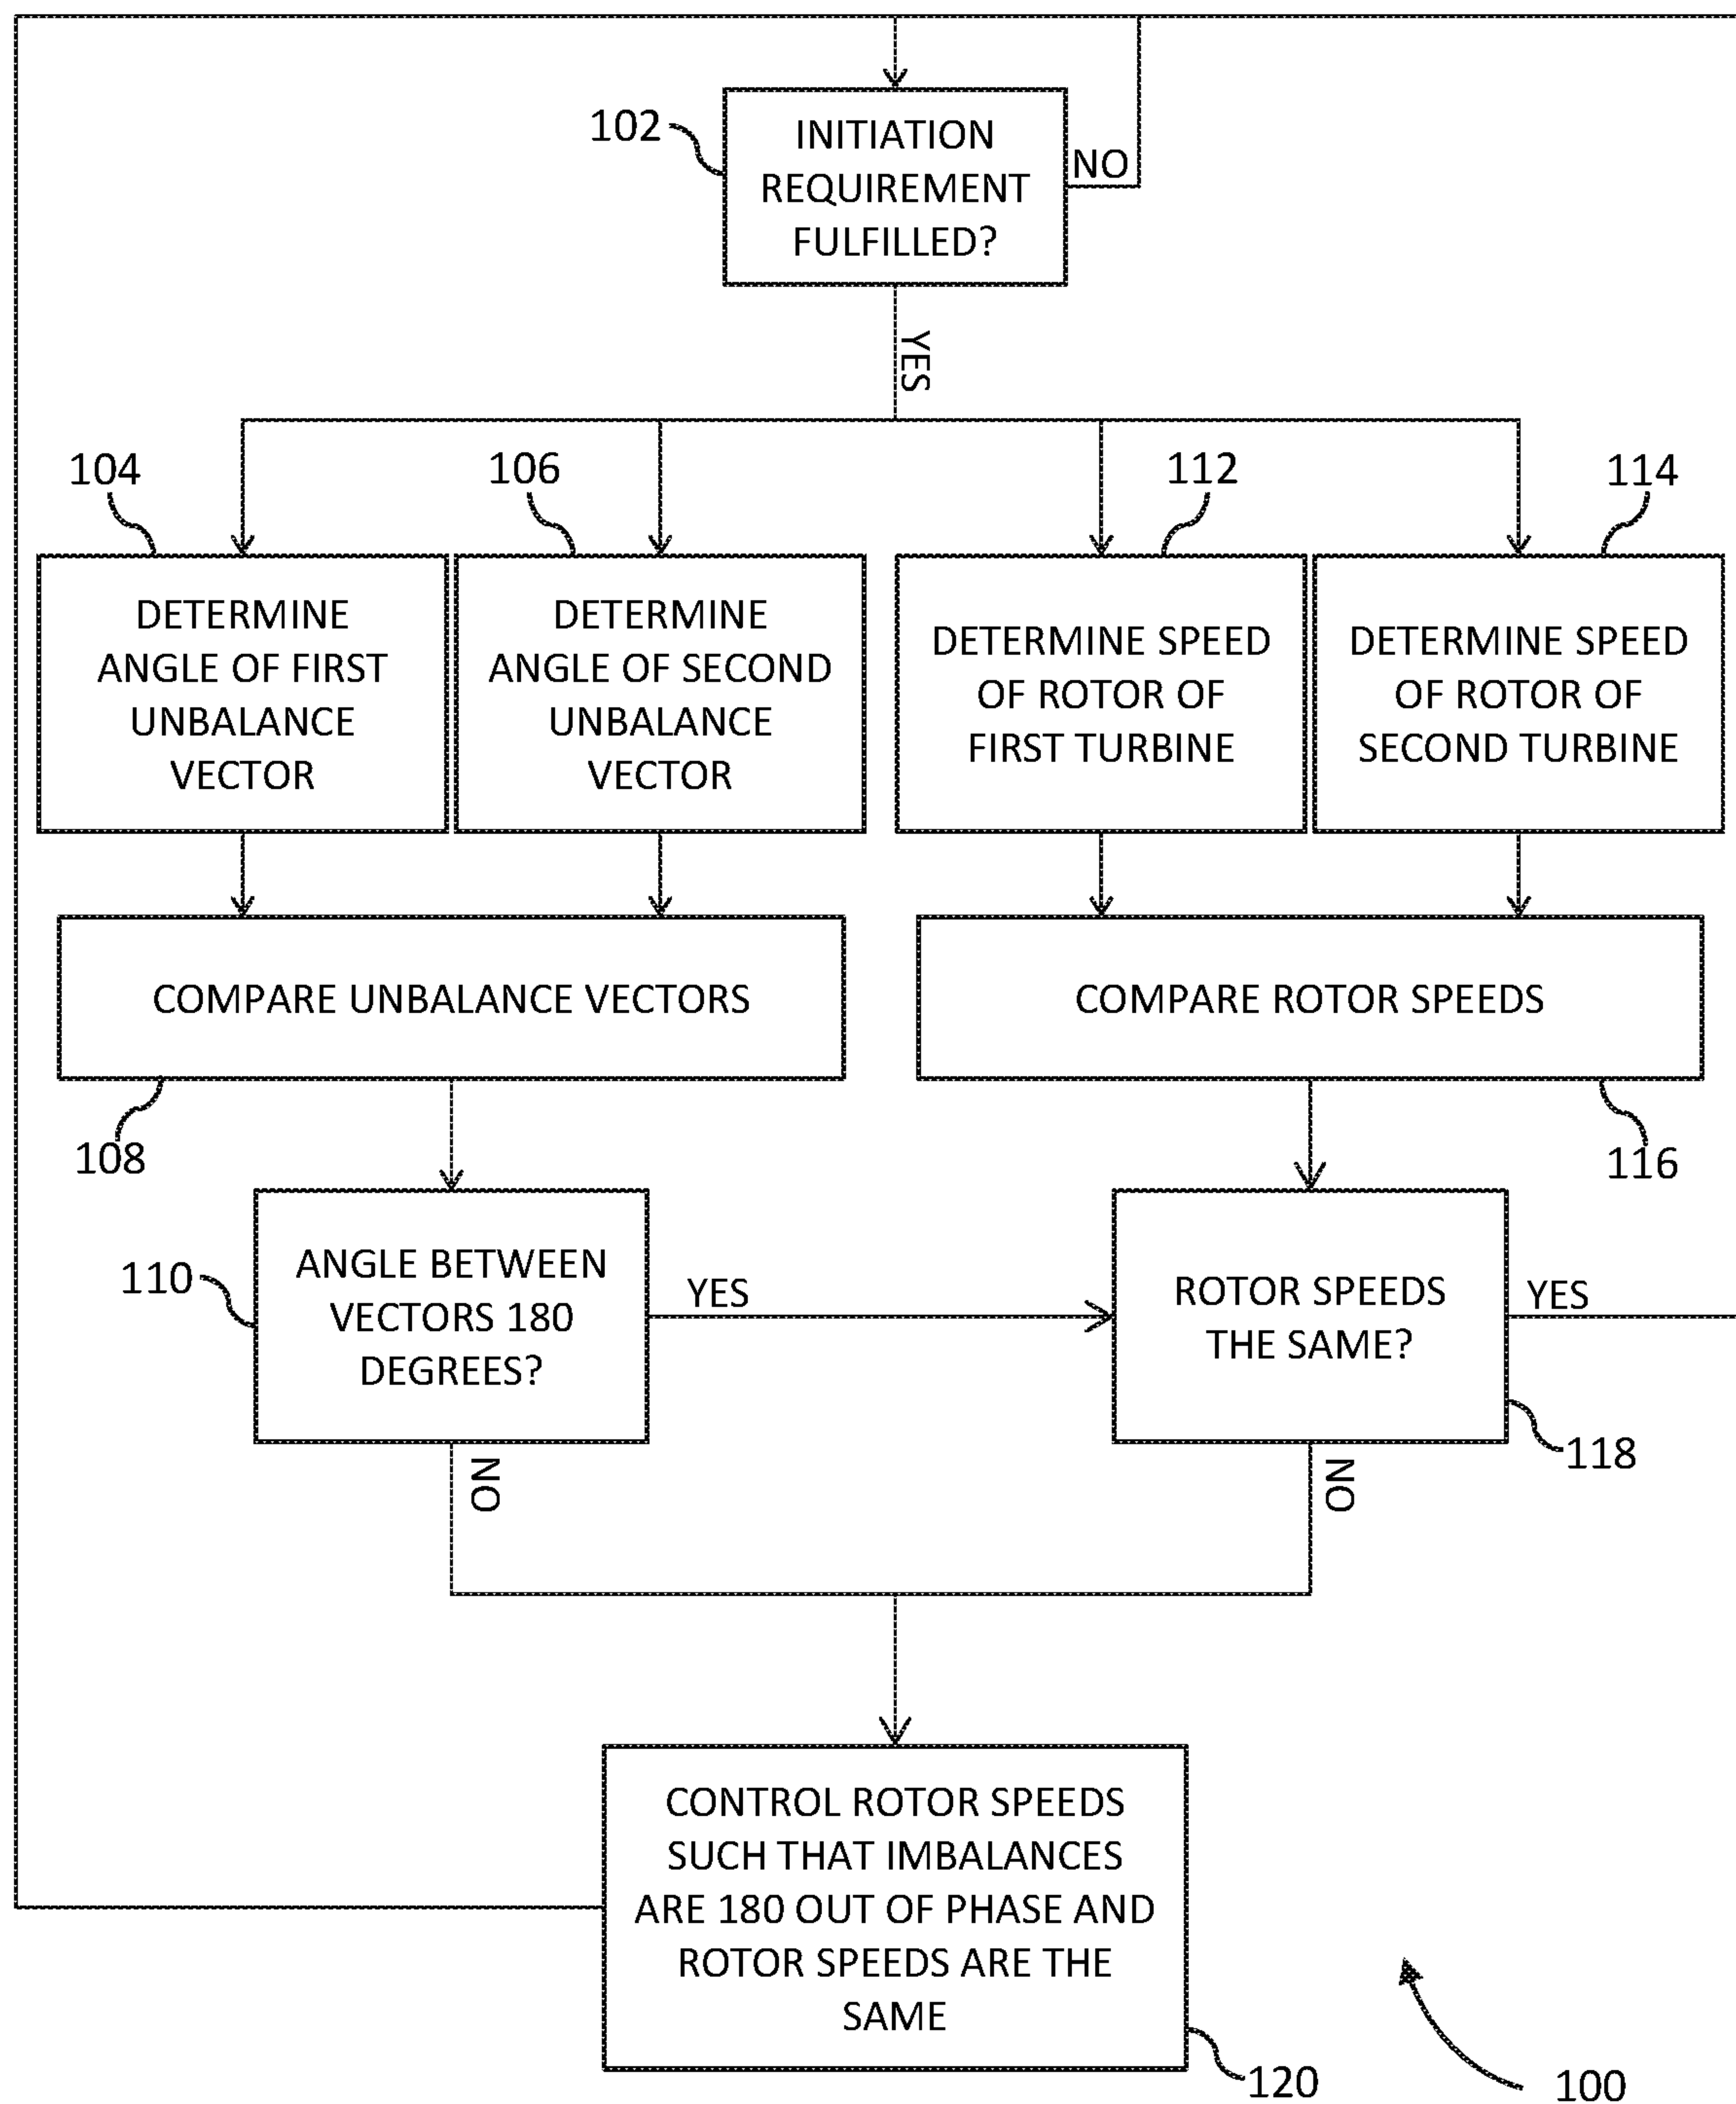 102
INITIATION
REQUIREMENT
FULFILLED?
NO
YES
104
106
112
114
DETERMINE
ANGLE OF FIRST
UNBALANCE
VECTOR
DETERMINE
ANGLE OF SECOND
UNBALANCE
VECTOR
DETERMINE SPEED
OF ROTOR OF
FIRST TURBINE
DETERMINE SPEED
OF ROTOR OF
SECOND TURBINE
COMPARE UNBALANCE VECTORS
COMPARE ROTOR SPEEDS
108
116
110
ANGLE BETWEEN
VECTORS 180
DEGREES?
YES
ROTOR SPEEDS
THE SAME?
YES
118
NO
NO
CONTROL ROTOR SPEEDS
SUCH THAT IMBALANCES
ARE 180 OUT OF PHASE AND
ROTOR SPEEDS ARE THE
SAME
120
100